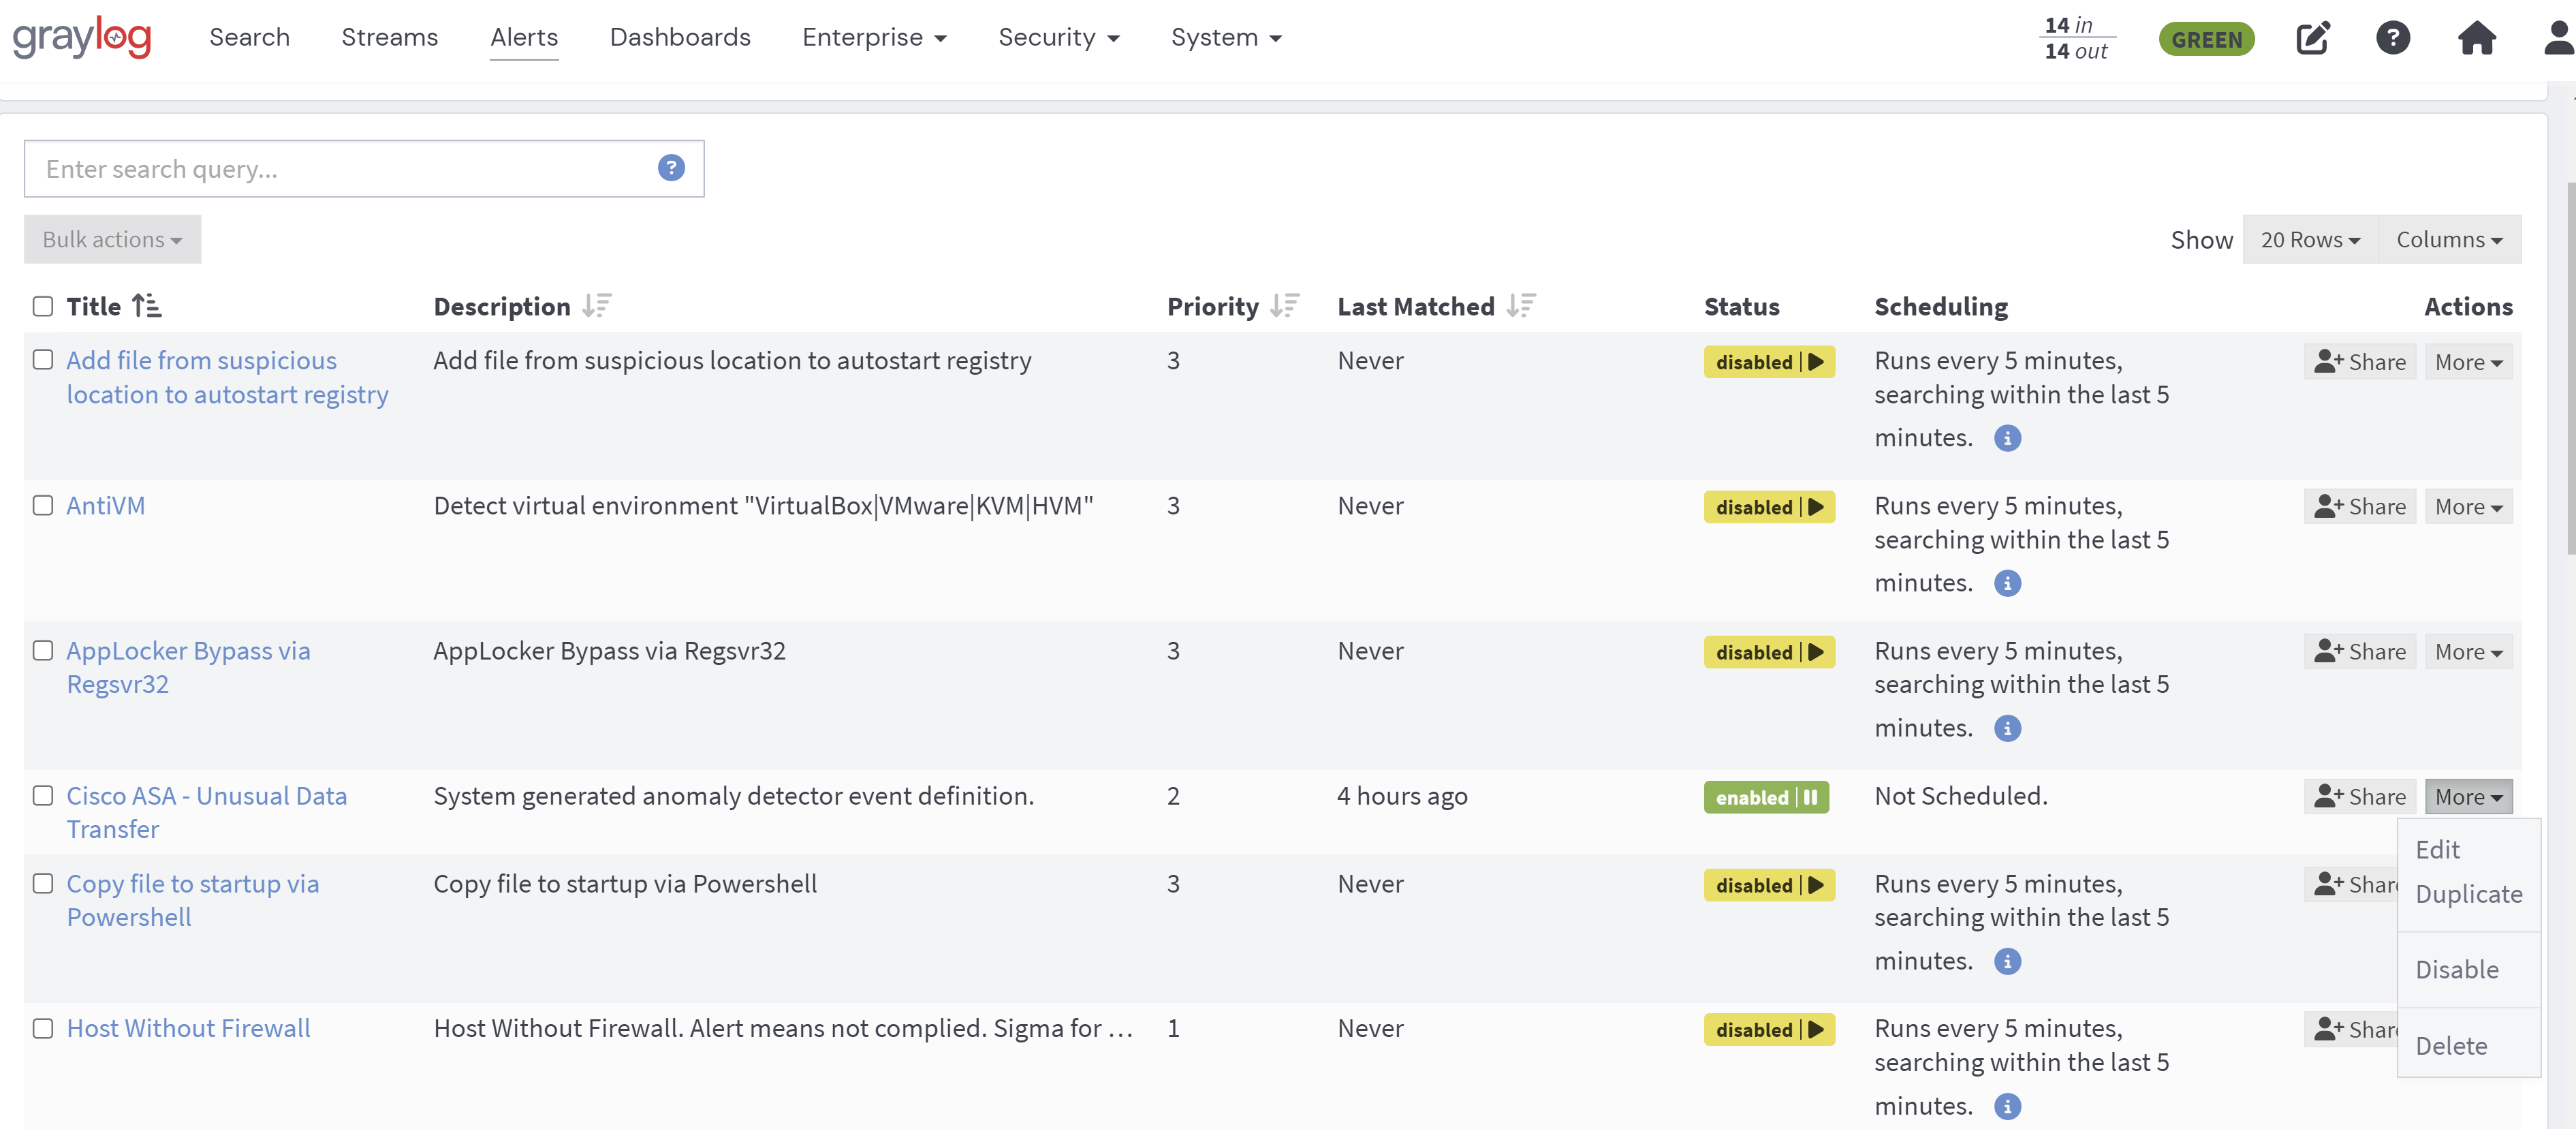 graylog Search Streams Alerts Dashboards Enterprise Security System 14 in GREEN
14 out
Enter search query...
Bulk actions Show 20 Rows Columns
Title Description Priority Last Matched Status Scheduling Actions
Add file from suspicious Add file from suspicious location to autostart registry 3 Never disabled Runs every 5 minutes, Share More
location to autostart registry searching within the last 5
minutes.
AntiVM Detect virtual environment "VirtualBox|VMware|KVM|HVM" 3 Never disabled Runs every 5 minutes, Share More
searching within the last 5
minutes.
AppLocker Bypass via AppLocker Bypass via Regsvr32 3 Never disabled Runs every 5 minutes, Share More
Regsvr32 searching within the last 5
minutes.
Cisco ASA - Unusual Data System generated anomaly detector event definition. 2 4 hours ago enabled Not Scheduled. Share More
Transfer
Edit
Copy file to startup via Copy file to startup via Powershell 3 Never disabled Runs every 5 minutes, Share Duplicate
Powershell searching within the last 5
minutes. Disable
Host Without Firewall Host Without Firewall. Alert means not complied. Sigma for … 1 Never disabled Runs every 5 minutes, Share Delete
searching within the last 5
minutes.